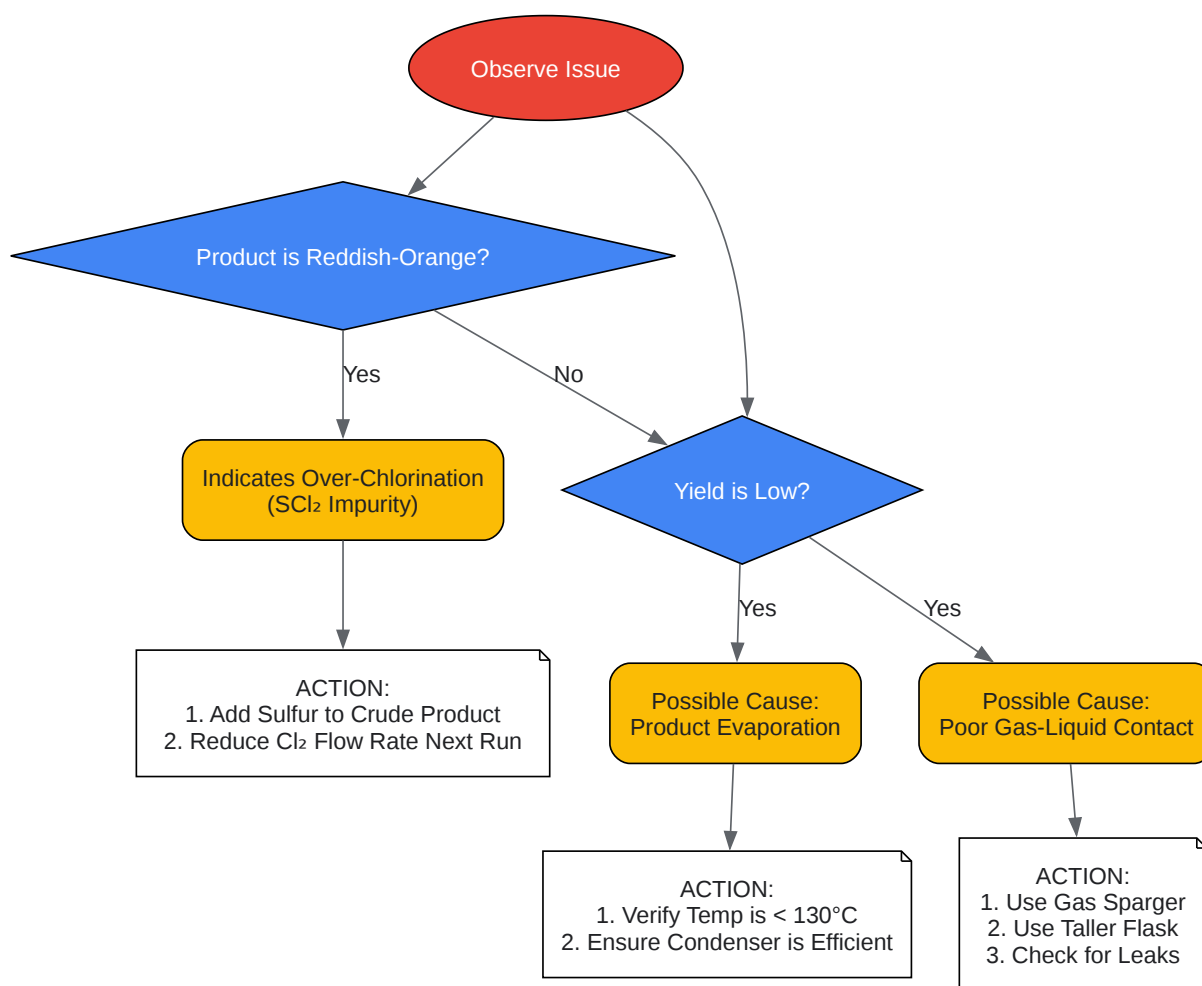 Observe Issue
Product is Reddish-Orange?
Yes
No
Indicates Over-Chlorination
(SCl₂ Impurity)
Yield is Low?
Yes
Yes
ACTION:
1. Add Sulfur to Crude Product
2. Reduce Cl₂ Flow Rate Next Run
Possible Cause:
Product Evaporation
Possible Cause:
Poor Gas-Liquid Contact
ACTION:
1. Verify Temp is < 130°C
2. Ensure Condenser is Efficient
ACTION:
1. Use Gas Sparger
2. Use Taller Flask
3. Check for Leaks